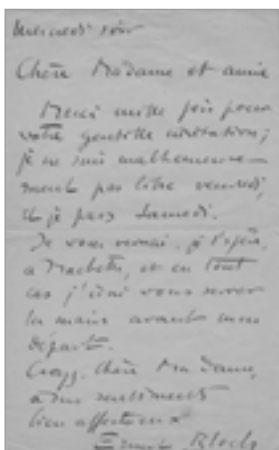 Mercredi soir
Chère Madame et amie
Merci mille fois pour
votre gentille invitation;
je ne suis malheureuse-
ment pas libre vendredi,
et je pars Samedi.
Je vous verrai, j'espère,
à Macbeth, et en tout
cas j'irai vous serrer
la main avant mon
départ.
Croyez, Chère Madame,
à mes sentiments
bien affectueux
Ernest Bloch